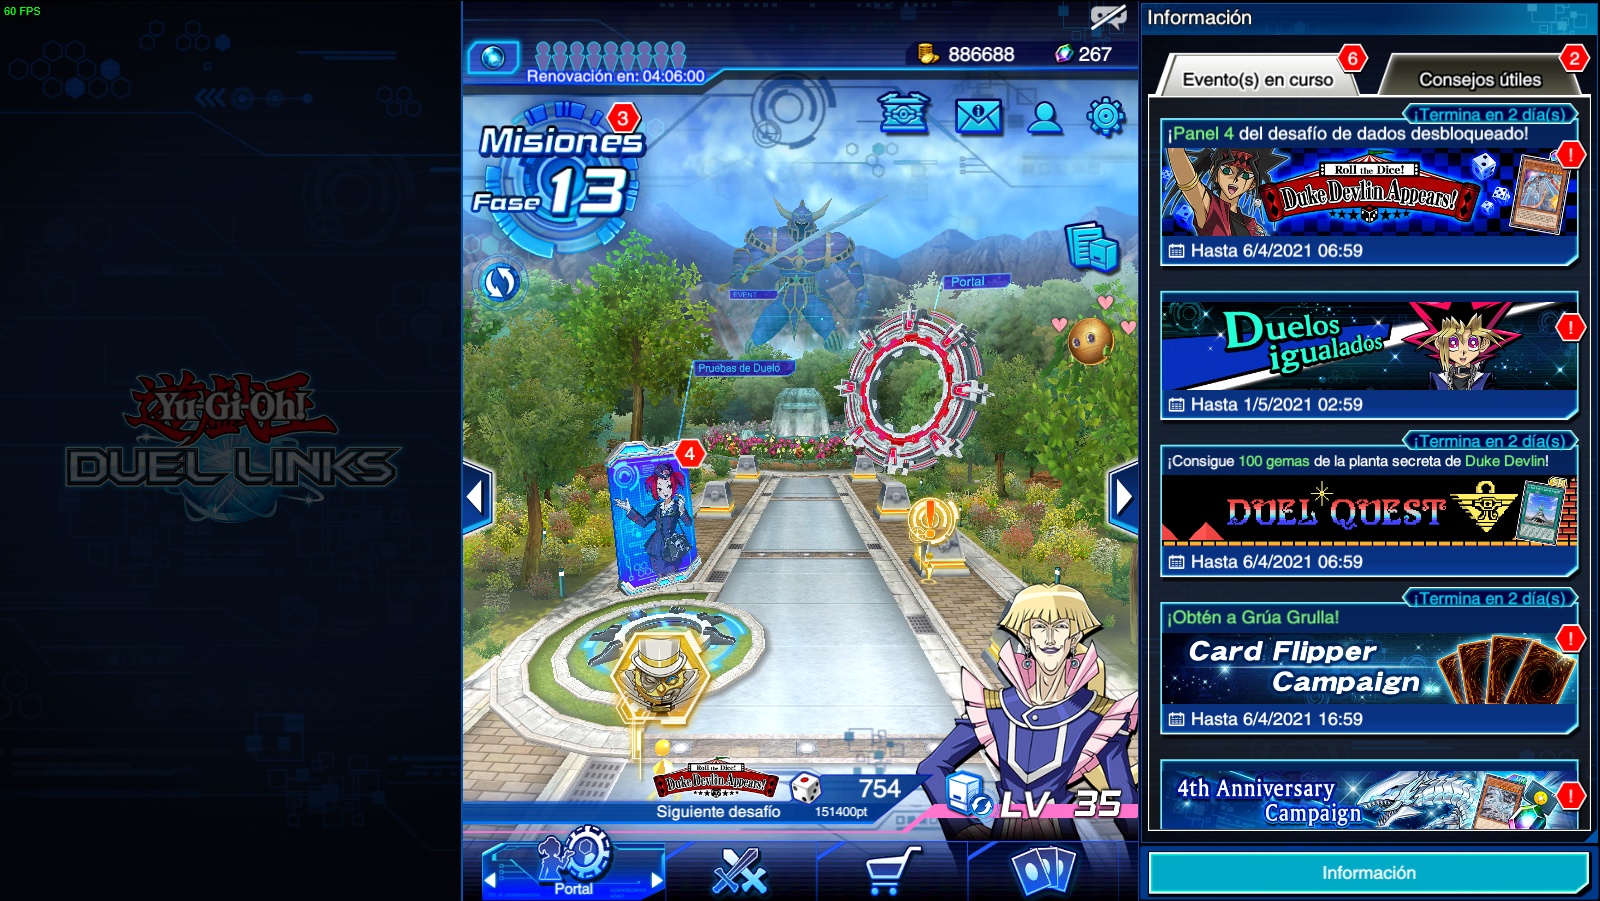 60 FPS
Yu-Gi-Oh!
DUEL LINKS
Renovación en: 04:06:00
886688
267
3
Misiones
Fase 13
EVENT
Portal
Pruebas de Duelo
4
Roll the Dice!
Duke Devlin Appears!
754
Siguiente desafío
151400pt
LV 35
Portal
Información
Evento(s) en curso
6
Consejos útiles
2
¡Termina en 2 día(s)
¡Panel 4 del desafío de dados desbloqueado!
Roll the Dice!
Duke Devlin Appears!
Hasta 6/4/2021 06:59
Duelos
igualados
Hasta 1/5/2021 02:59
¡Termina en 2 día(s)
¡Consigue 100 gemas de la planta secreta de Duke Devlin!
DUEL QUEST
Hasta 6/4/2021 06:59
¡Termina en 2 día(s)
¡Obtén a Grúa Grulla!
Card Flipper
Campaign
Hasta 6/4/2021 16:59
4th Anniversary
Campaign
Información